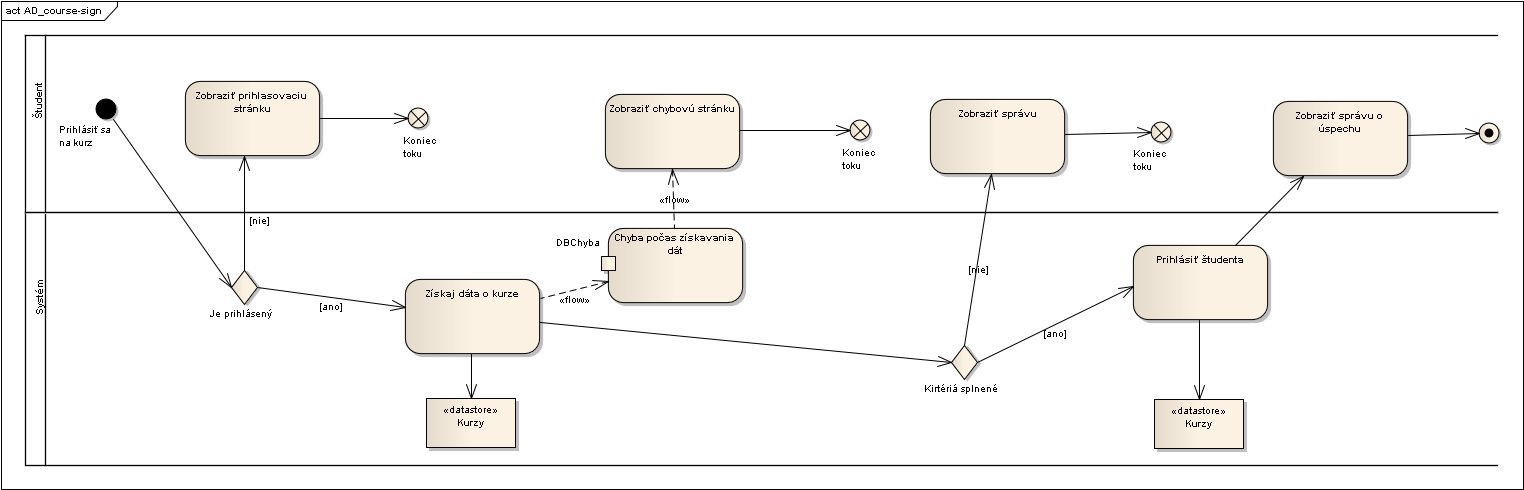 act AD_course-sign
Študent
Prihlásiť sa
na kurz
Zobraziť prihlasovaciu
stránku
Koniec
toku
Zobraziť chybovú stránku
Koniec
toku
Zobraziť správu
Koniec
toku
Zobraziť správu o
úspechu
[nie]
«flow»
Systém
Je prihlásený
[ano]
Získaj dáta o kurze
DBChyba
Chyba počas získavania
dát
«flow»
[nie]
Prihlásiť študenta
[ano]
Kirtériá splnené
«datastore»
Kurzy
«datastore»
Kurzy